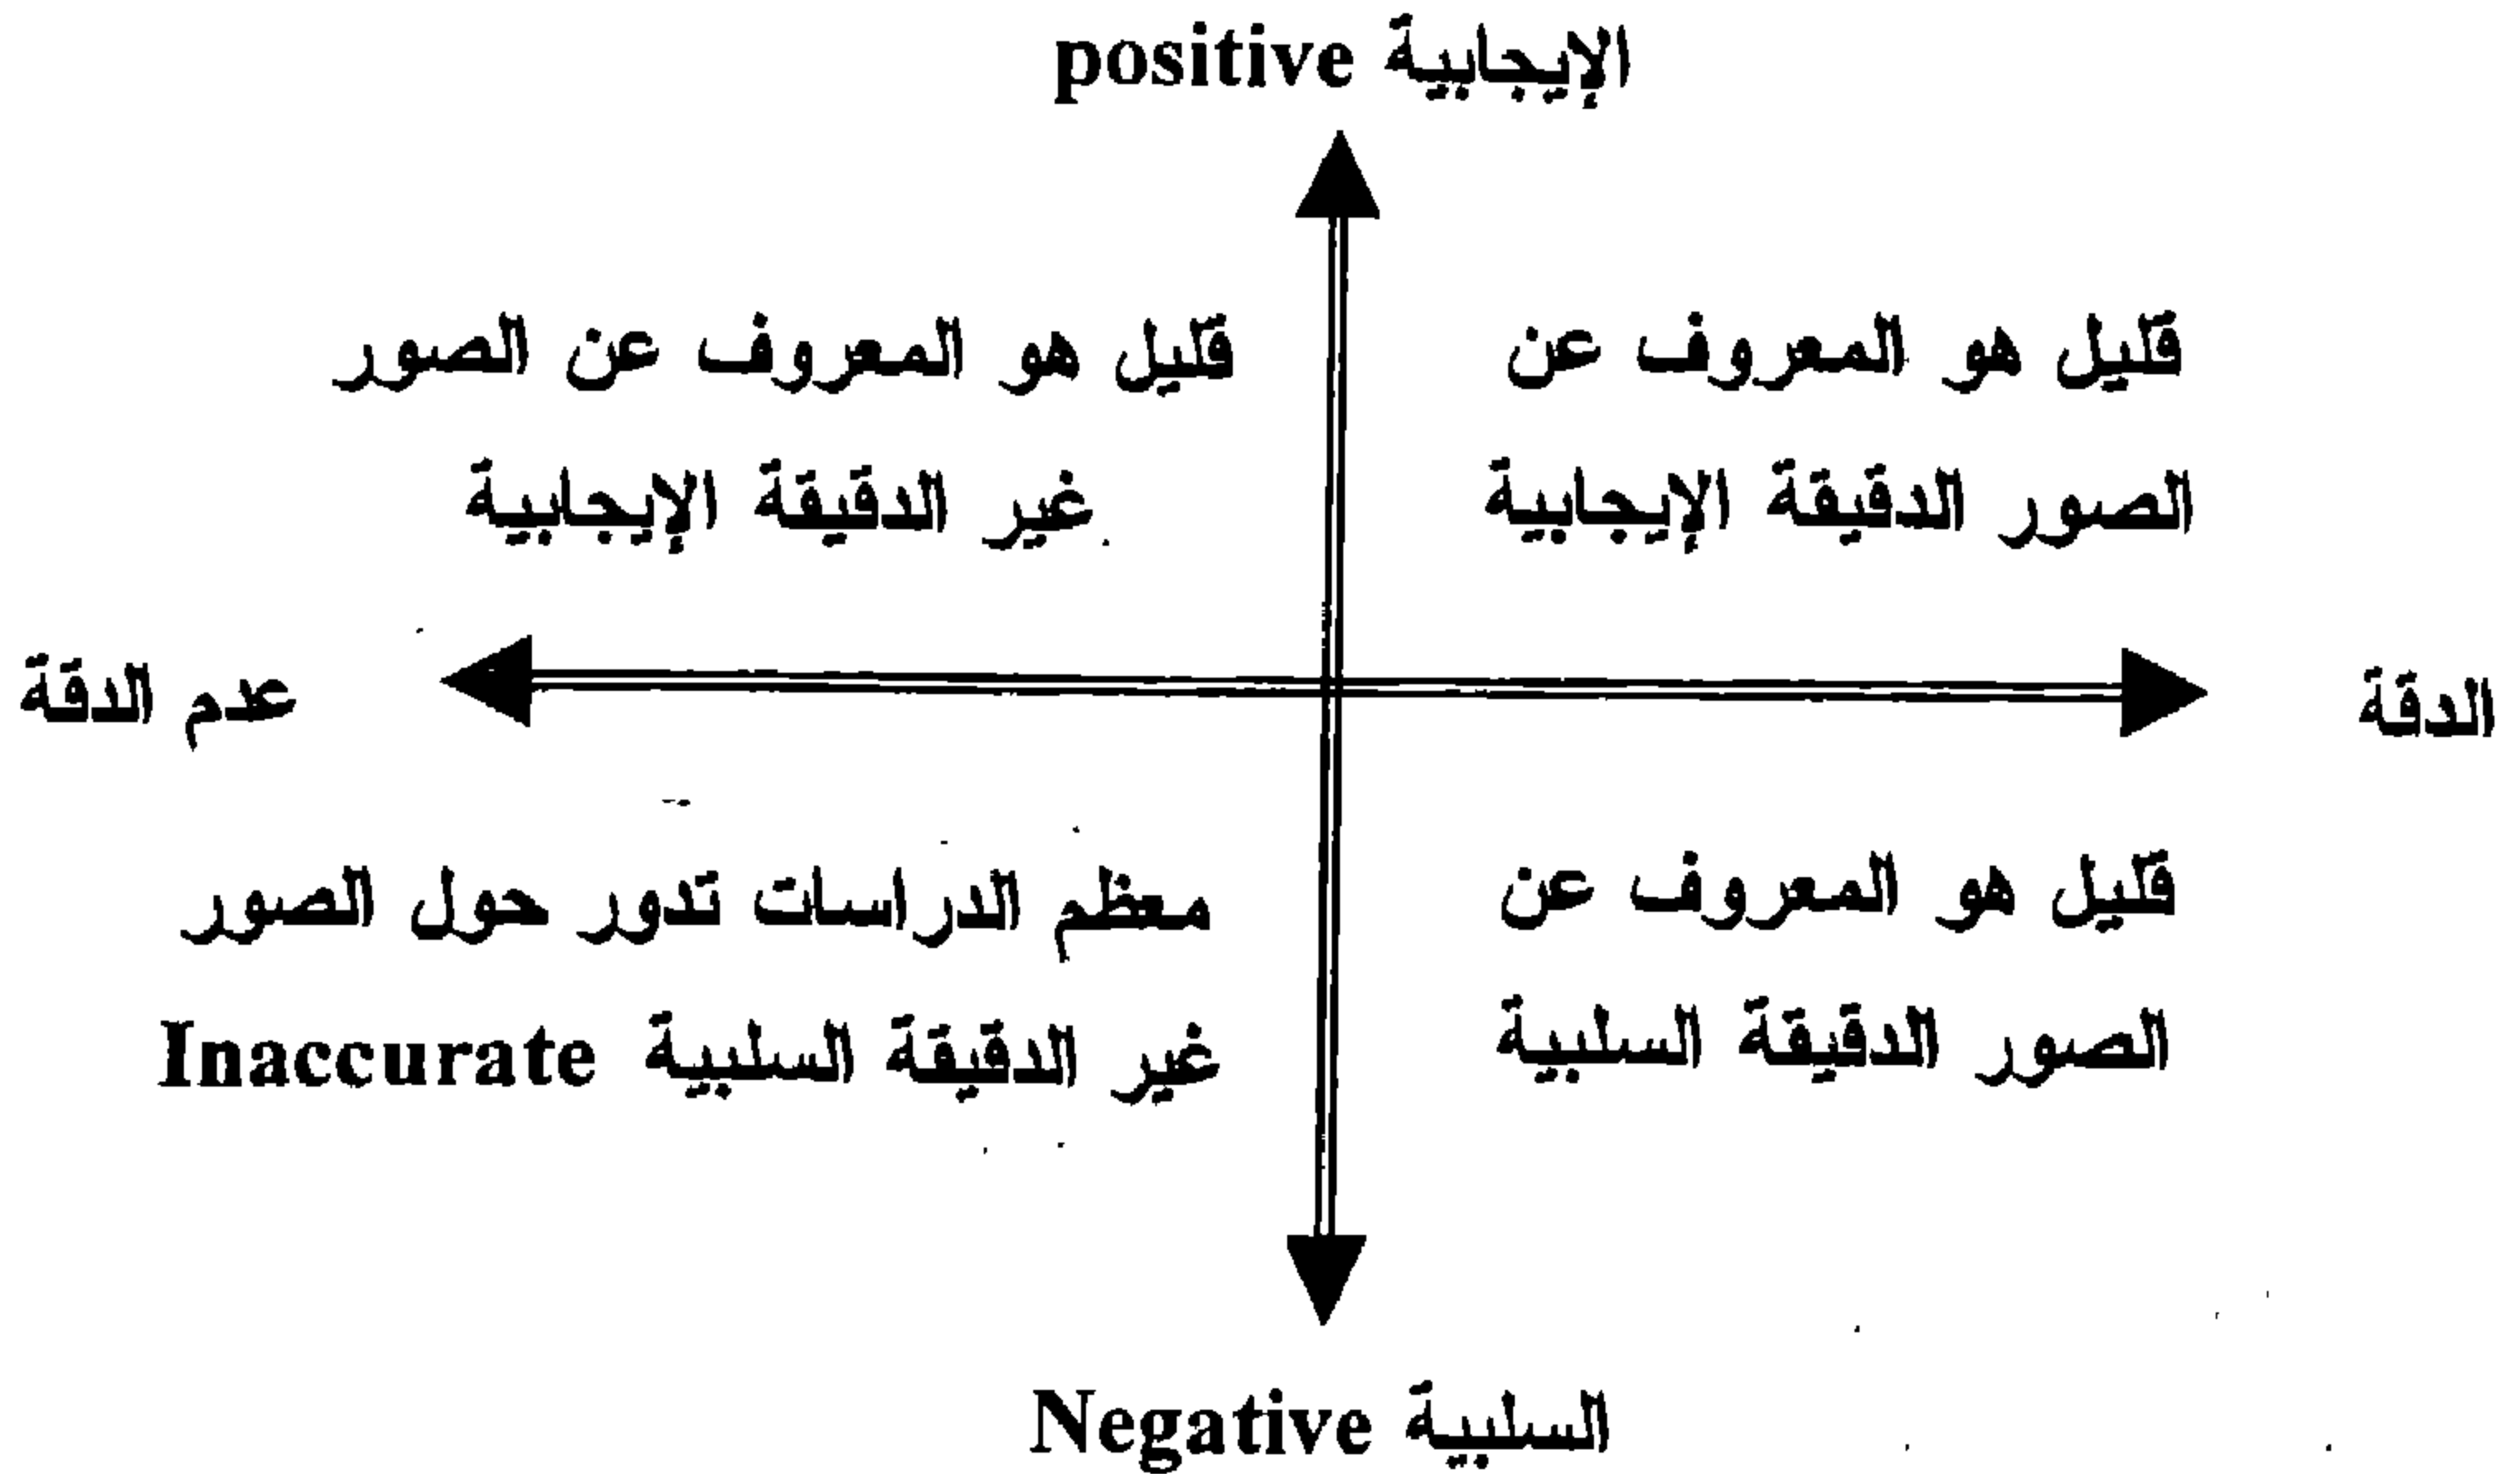 الإيجابية positive
قليل هو المعروف عن
الصور الدقيقة الإيجابية
قليل هو المعروف عن الصور
غير الدقيقة الإيجابية
الدقة
عدم الدقة
قليل هو المعروف عن
الصور الدقيقة السلبية
معظم الدراسات تدور حول الصور
غير الدقيقة السلبية Inaccurate
السلبية Negative